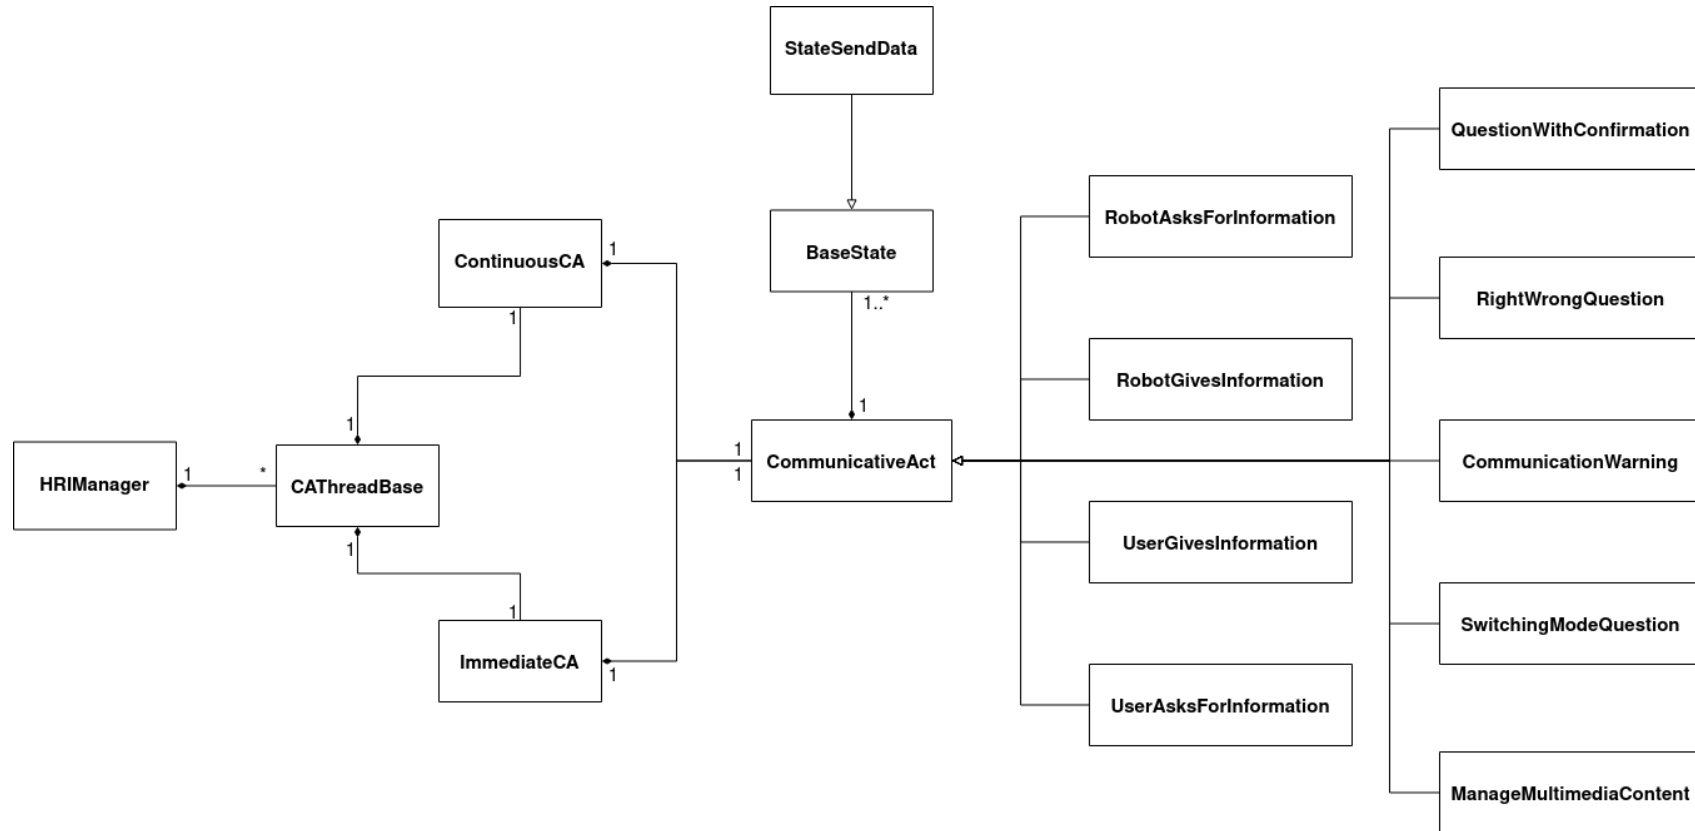 StateSendData
QuestionWithConfirmation
RobotAsksForInformation
BaseState
1..*
ContinuousCA
1
1
RightWrongQuestion
RobotGivesInformation
1
1
HRIManager
1
*
CAThreadBase
1
1
1
CommunicativeAct
CommunicationWarning
UserGivesInformation
1
1
ImmediateCA
1
SwitchingModeQuestion
UserAsksForInformation
ManageMultimediaContent